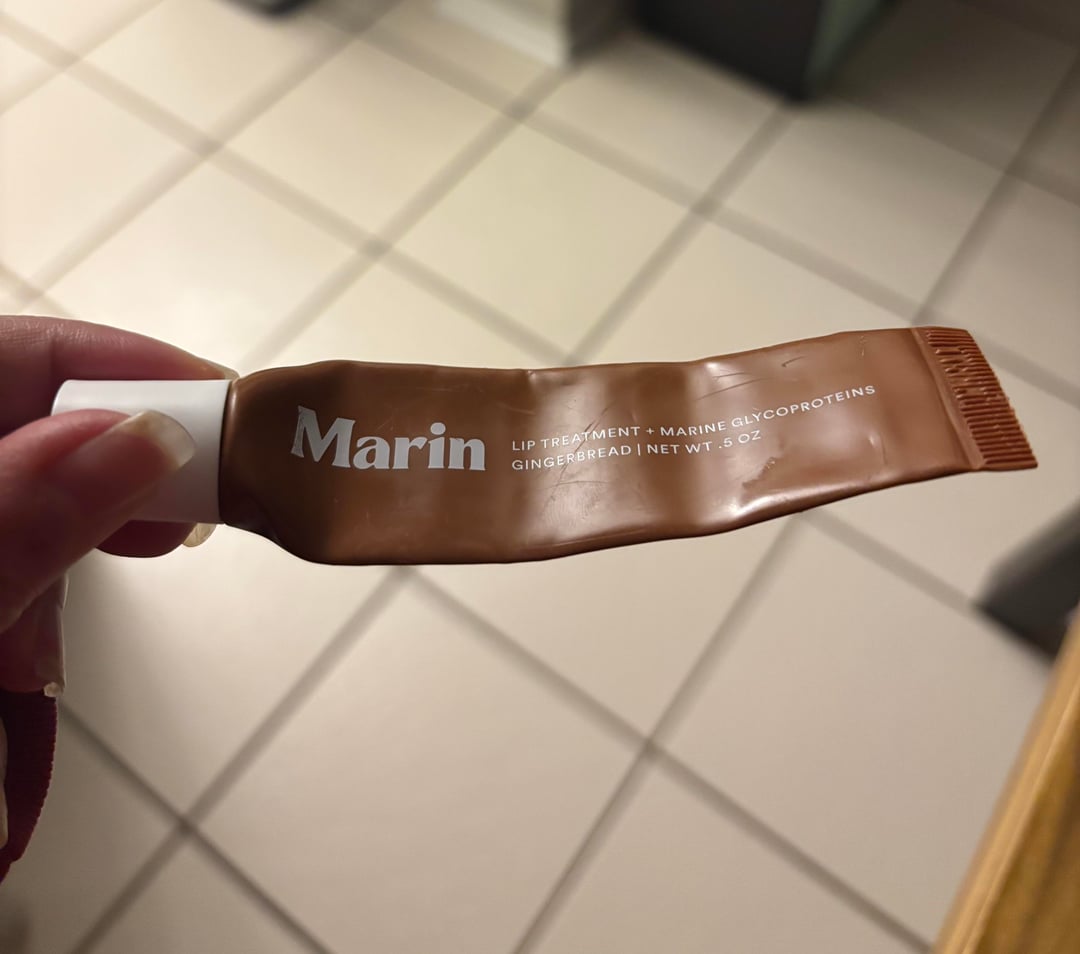 Marin
LIP TREATMENT + MARINE GLYCOPROTEINS
GINGERBREAD | NET WT .5 OZ